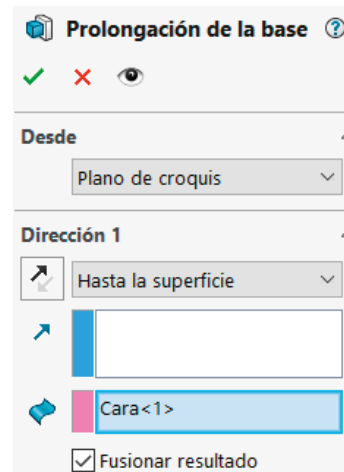 Prolongación de la base
Desde
Plano de croquis
Dirección 1
Hasta la superficie
Cara<1>
Fusionar resultado